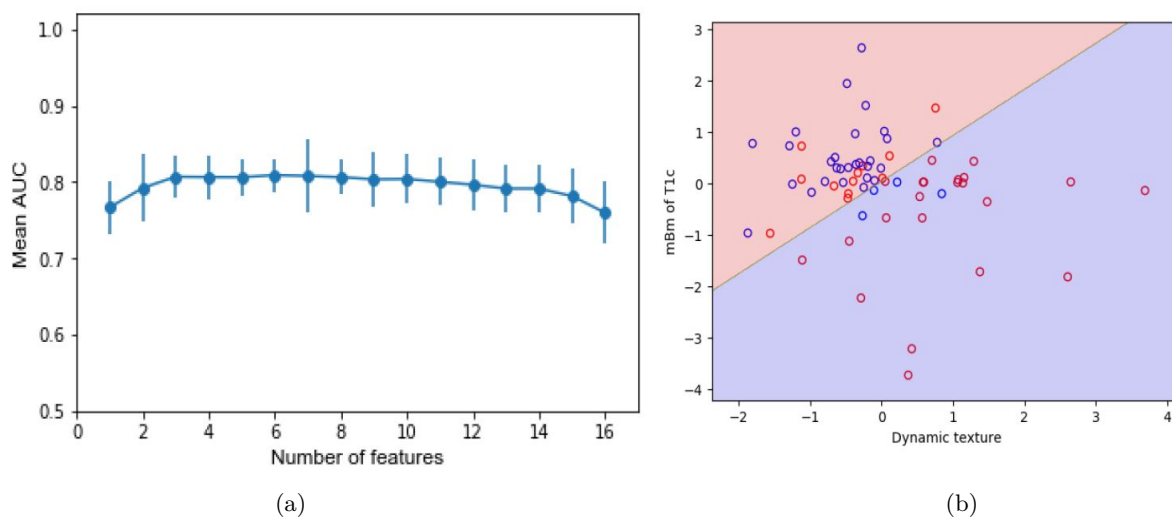 1.0
0.9
0.8
0.7
0.6
0.5
Mean AUC
0 2 4 6 8 10 12 14 16
Number of features
(a)
3
2
1
0
−1
−2
−3
−4
mBm of T1c
−2 −1 0 1 2 3 4
Dynamic texture
(b)